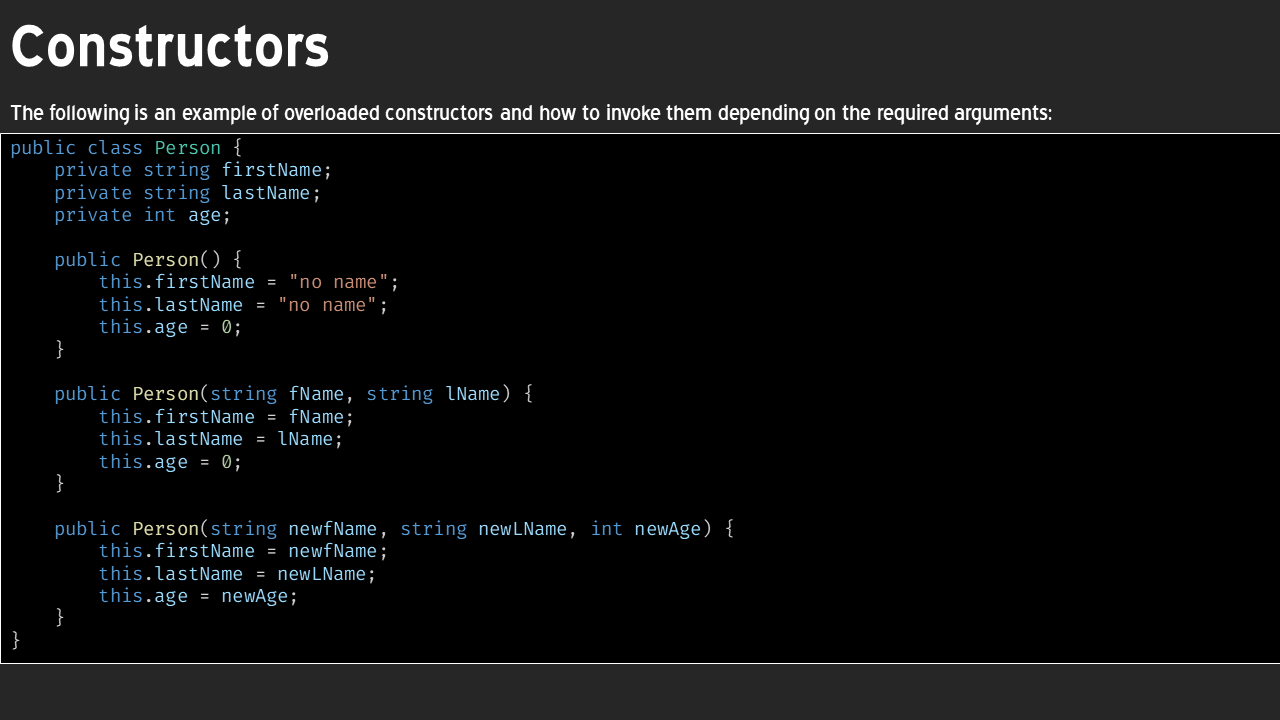 Constructors
The following is an example of overloaded constructors and how to invoke them depending on the required arguments:
public class Person {
    private string firstName;
    private string lastName;
    private int age;

    public Person() {
        this.firstName = "no name";
        this.lastName = "no name";
        this.age = 0;
    }

    public Person(string fName, string lName) {
        this.firstName = fName;
        this.lastName = lName;
        this.age = 0;
    }

    public Person(string newfName, string newLName, int newAge) {
        this.firstName = newfName;
        this.lastName = newLName;
        this.age = newAge;
    }
}